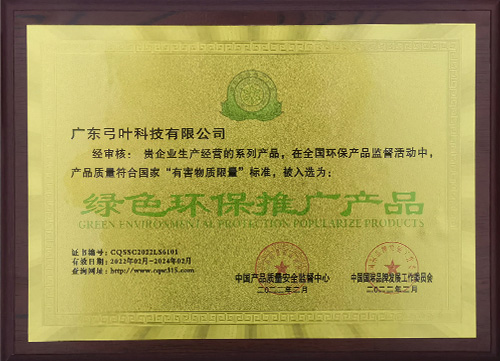 广东弓叶科技有限公司
经审核：贵企业生产经营的系列产品，在全国环保产品监督活动中，
产品质量符合国家“有害物质限量”标准，被入选为：
绿色环保推广产品
GREEN ENVIRONMENTAL PROTECTION POPULARIZE PRODUCTS
证书编号：CQSSC2022LS6101
有效日期：2022年02月-2024年02月
查询网址：http://www.cqw315.com
中国产品质量安全监督中心
二〇二二年二月
中国国家品牌发展工作委员会
二〇二二年二月